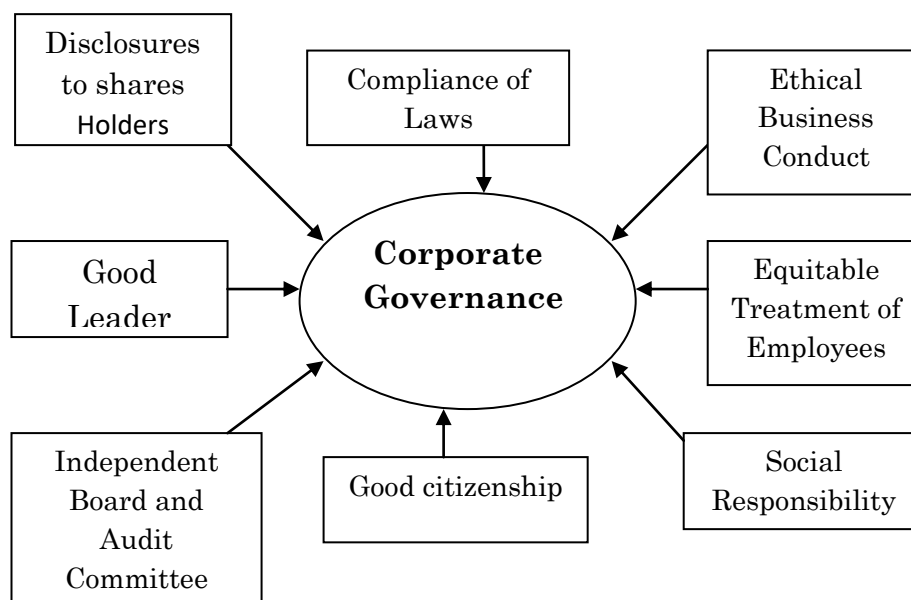 Disclosures
to shares
Holders
Compliance of
Laws
Ethical
Business
Conduct
Corporate
Governance
Good
Leader
Equitable
Treatment of
Employees
Independent
Board and
Audit
Committee
Good citizenship
Social
Responsibility